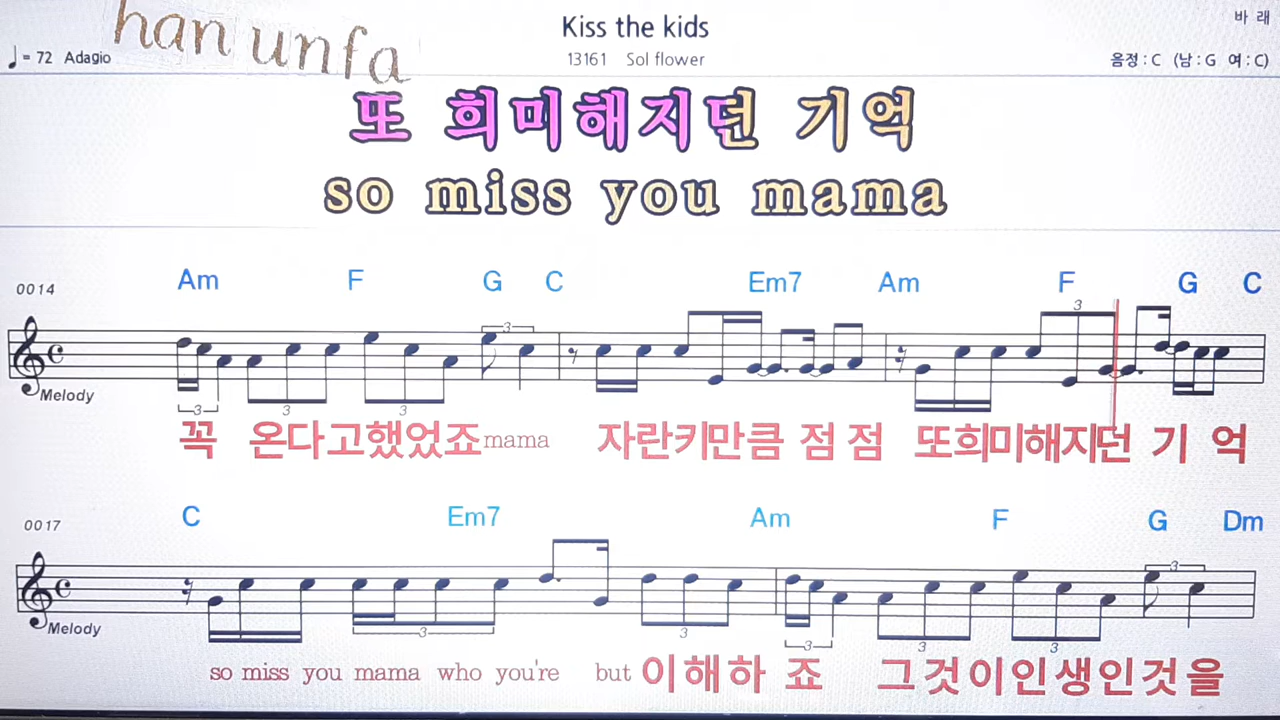 han unfa
Kiss the kids
바 래
♩= 72 Adagio
13161 Sol flower
음정 : C (남 : G 여 : C)
또 희미해지던 기억
so miss you mama
Am F G C Em7 Am F G C
0014
3 3 3 3 3
Melody
꼭 온다고했었죠mama 자란키만큼 점 점 또희미해지던 기 억
C Em7 Am F G Dm
0017
3 3 3 3 3 3
Melody
so miss you mama who you're but 이해하 죠 그것이인생인것을